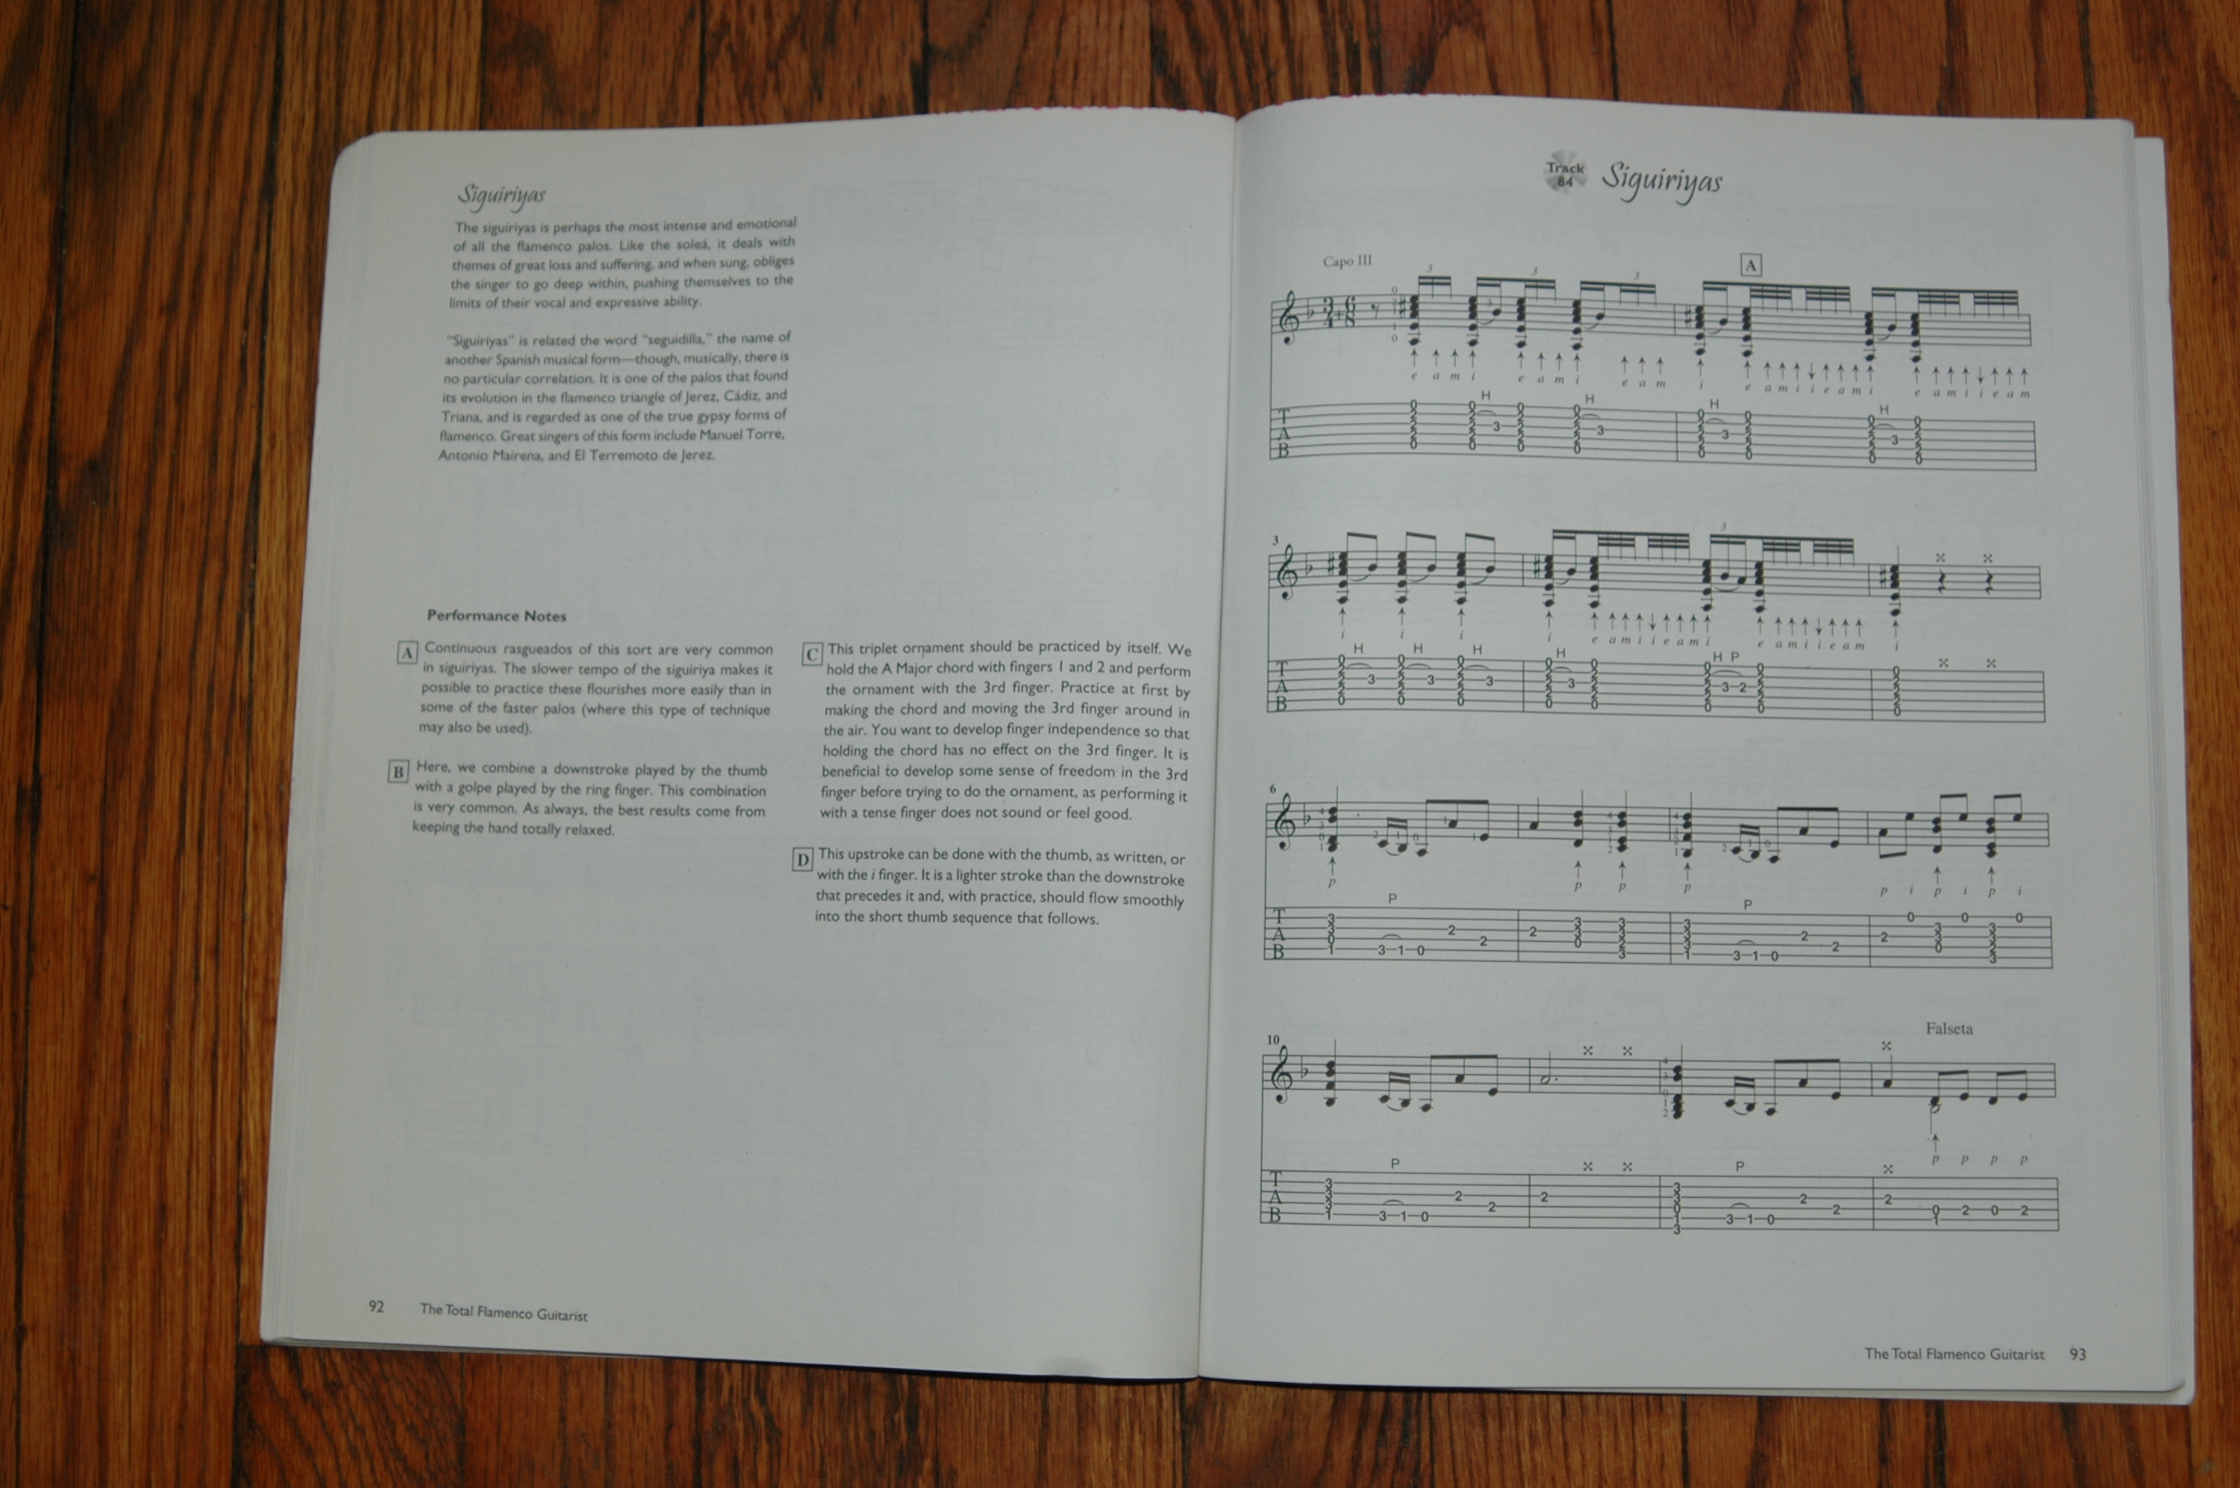 Siguiriyas
The siguiriyas is perhaps the most intense and emotional
of all the flamenco palos. Like the soleá, it deals with
themes of great loss and suffering, and when sung, obliges
the singer to go deep within, pushing themselves to the
limits of their vocal and expressive ability.
"Siguiriyas" is related the word "seguidilla," the name of
another Spanish musical form—though, musically, there is
no particular correlation. It is one of the palos that found
its evolution in the flamenco triangle of Jerez, Cádiz, and
Triana, and is regarded as one of the true gypsy forms of
flamenco. Great singers of this form include Manuel Torre,
Antonio Mairena, and El Terremoto de Jerez.
Performance Notes
A Continuous rasgueados of this sort are very common
in siguiriyas. The slower tempo of the siguiriya makes it
possible to practice these flourishes more easily than in
some of the faster palos (where this type of technique
may also be used).
B Here, we combine a downstroke played by the thumb
with a golpe played by the ring finger. This combination
is very common. As always, the best results come from
keeping the hand totally relaxed.
C This triplet ornament should be practiced by itself. We
hold the A Major chord with fingers 1 and 2 and perform
the ornament with the 3rd finger. Practice at first by
making the chord and moving the 3rd finger around in
the air. You want to develop finger independence so that
holding the chord has no effect on the 3rd finger. It is
beneficial to develop some sense of freedom in the 3rd
finger before trying to do the ornament, as performing it
with a tense finger does not sound or feel good.
D This upstroke can be done with the thumb, as written, or
with the i finger. It is a lighter stroke than the downstroke
that precedes it and, with practice, should flow smoothly
into the short thumb sequence that follows.
92 The Total Flamenco Guitarist
Track 84
Siguiriyas
Capo III
A
e a m i e a m i e a m
i e a m i i e a m i e a m i i e a m
H H H H H
T
A
B
3
i i i i e a m i i e a m i e a m i i e a m i
H H H H H P
T
A
B
6
p p p p p i p i p i
P P
T
A
B
10
Falseta
p p p p
P P
T
A
B
The Total Flamenco Guitarist 93